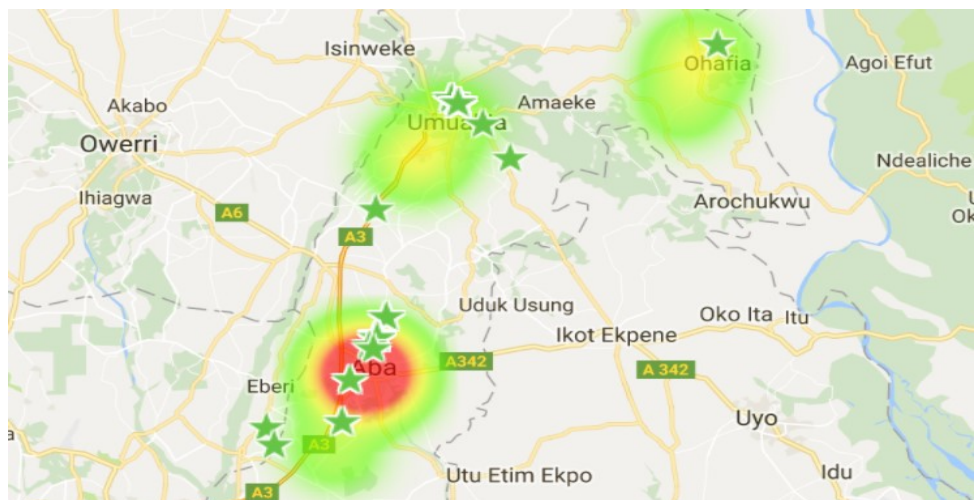 Isinweke
Ohafia
Agoi Efut
Akabo
Amaeke
Owerri
Ndealiche
Ihiagwa
Arochukwu
A6
A3
Uduk Usung
Oko Ita
Itu
Ikot Ekpene
Aba
A342
A 342
Eberi
Uyo
A3
Utu Etim Ekpo
Idu
A3